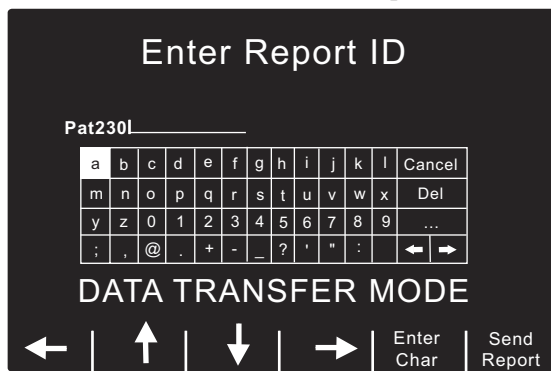 Enter Report ID
Pat230
a b c d e f g h i j k l Cancel
m n o p q r s t u v w x Del
y z 0 1 2 3 4 5 6 7 8 9 ...
; , @ . + - _ ? ' " :
DATA TRANSFER MODE
Enter Char
Send Report